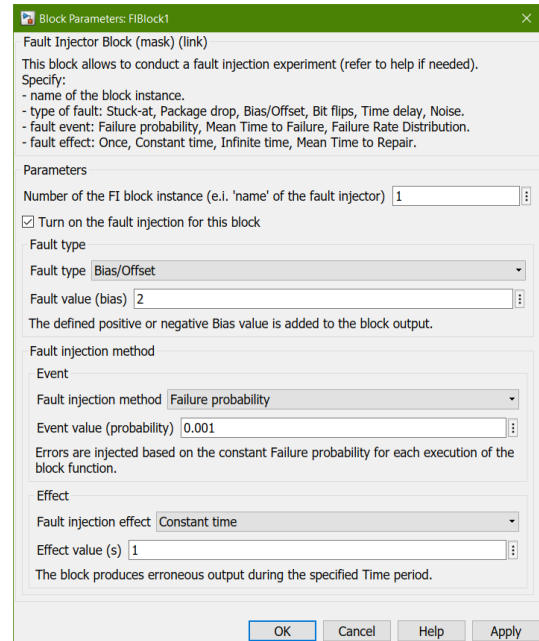 Block Parameters: FIBlock1
Fault Injector Block (mask) (link)
This block allows to conduct a fault injection experiment (refer to help if needed).
Specify:
- name of the block instance.
- type of fault: Stuck-at, Package drop, Bias/Offset, Bit flips, Time delay, Noise.
- fault event: Failure probability, Mean Time to Failure, Failure Rate Distribution.
- fault effect: Once, Constant time, Infinite time, Mean Time to Repair.
Parameters
Number of the FI block instance (e.i. 'name' of the fault injector) 1
Turn on the fault injection for this block
Fault type
Fault type Bias/Offset
Fault value (bias) 2
The defined positive or negative Bias value is added to the block output.
Fault injection method
Event
Fault injection method Failure probability
Event value (probability) 0.001
Errors are injected based on the constant Failure probability for each execution of the
block function.
Effect
Fault injection effect Constant time
Effect value (s) 1
The block produces erroneous output during the specified Time period.
OK Cancel Help Apply